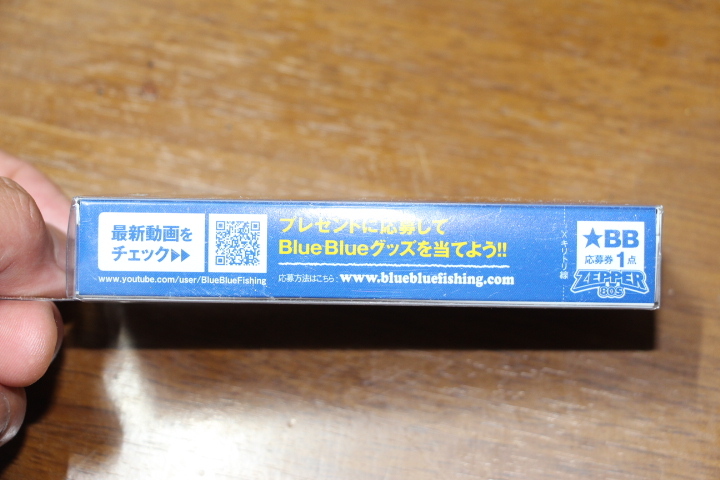 最新動画を
チェック▶▶
www.youtube.com/user/BlueBlueFishing
プレゼントに応募して
BlueBlueグッズを当てよう!!
応募方法はこちら： www.bluebluefishing.com
×キリトリ線
★BB
応募券 1点
ZEPPER
80S